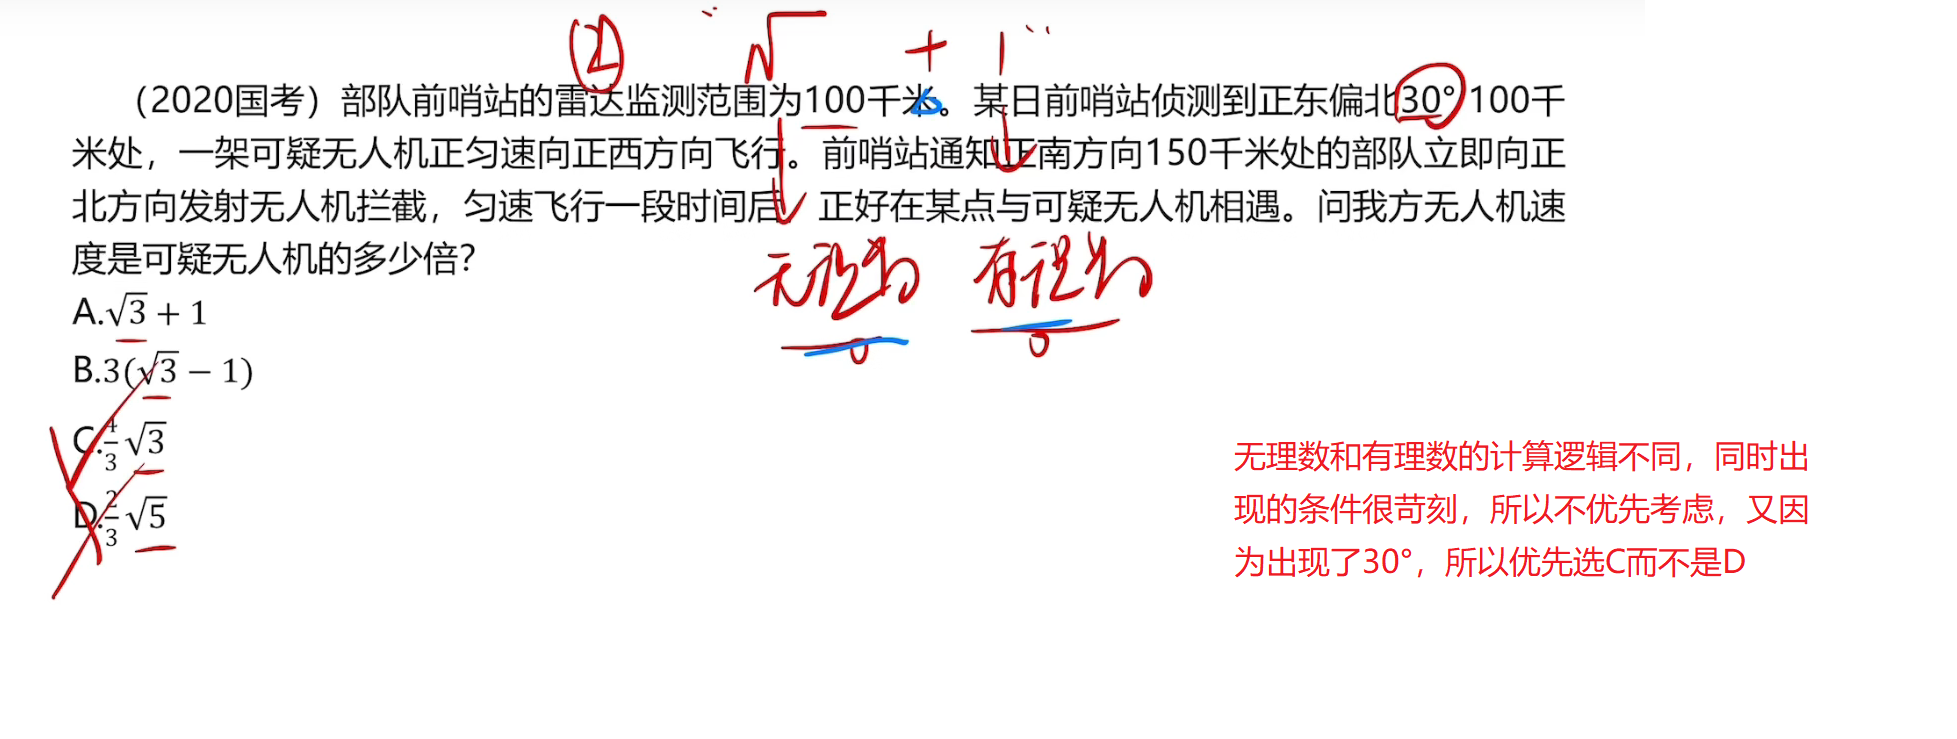 ② “√ + 1”
（2020国考）部队前哨站的雷达监测范围为100千米。某日前哨站侦测到正东偏北30°100千
米处，一架可疑无人机正匀速向正西方向飞行。前哨站通知正南方向150千米处的部队立即向正
北方向发射无人机拦截，匀速飞行一段时间后，正好在某点与可疑无人机相遇。问我方无人机速
度是可疑无人机的多少倍？
无理数 有理数
A.√3 + 1
B.3(√3 − 1)
C.4/3 √3
D.2/3 √5
无理数和有理数的计算逻辑不同，同时出
现的条件很苛刻，所以不优先考虑，又因
为出现了30°，所以优先选C而不是D